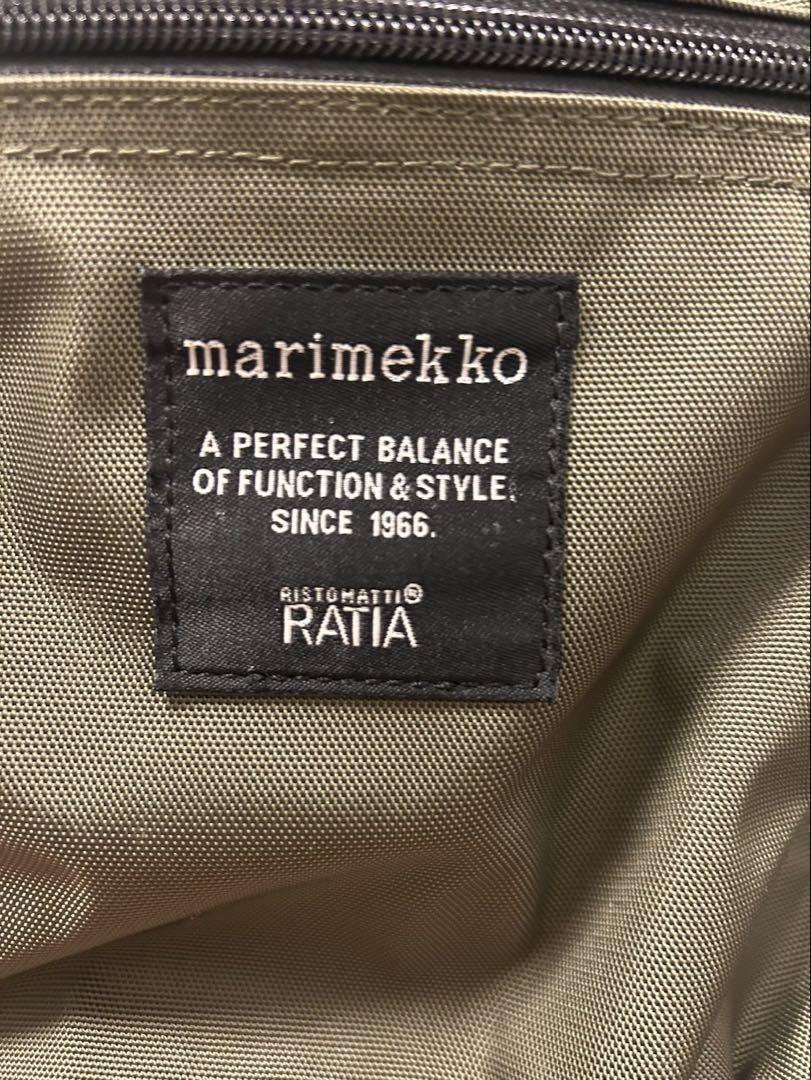 marimekko
A PERFECT BALANCE
OF FUNCTION & STYLE.
SINCE 1966.
RISTOMATTI®
RATIA